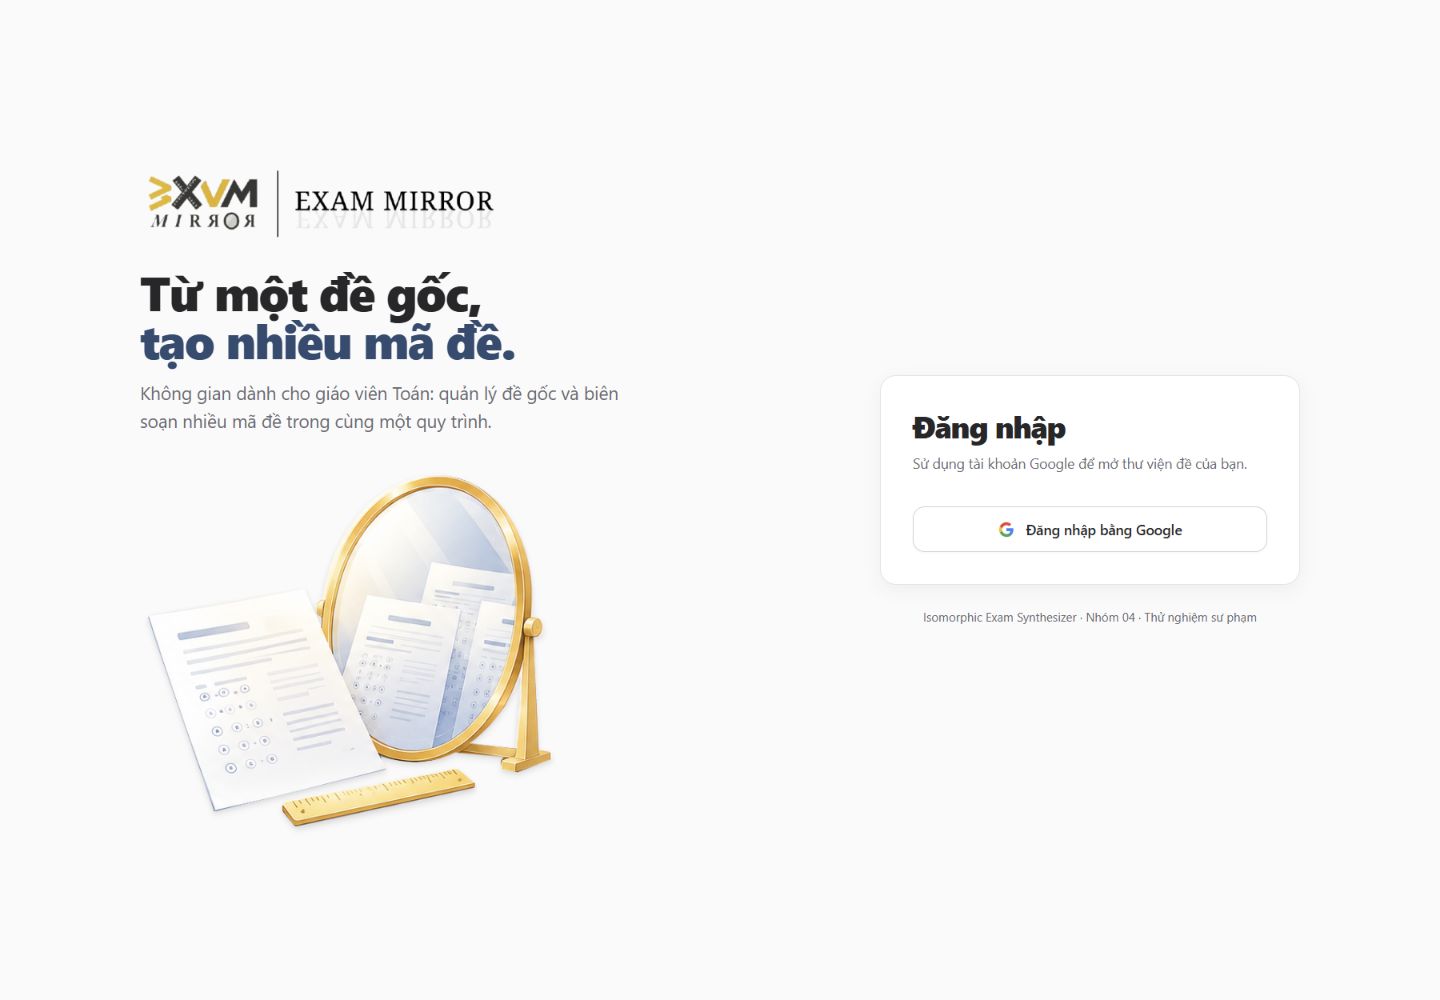 EXVM
MIRROR
EXAM MIRROR
Từ một đề gốc,
tạo nhiều mã đề.
Không gian dành cho giáo viên Toán: quản lý đề gốc và biên
soạn nhiều mã đề trong cùng một quy trình.
Đăng nhập
Sử dụng tài khoản Google để mở thư viện đề của bạn.
Đăng nhập bằng Google
Isomorphic Exam Synthesizer · Nhóm 04 · Thử nghiệm sư phạm